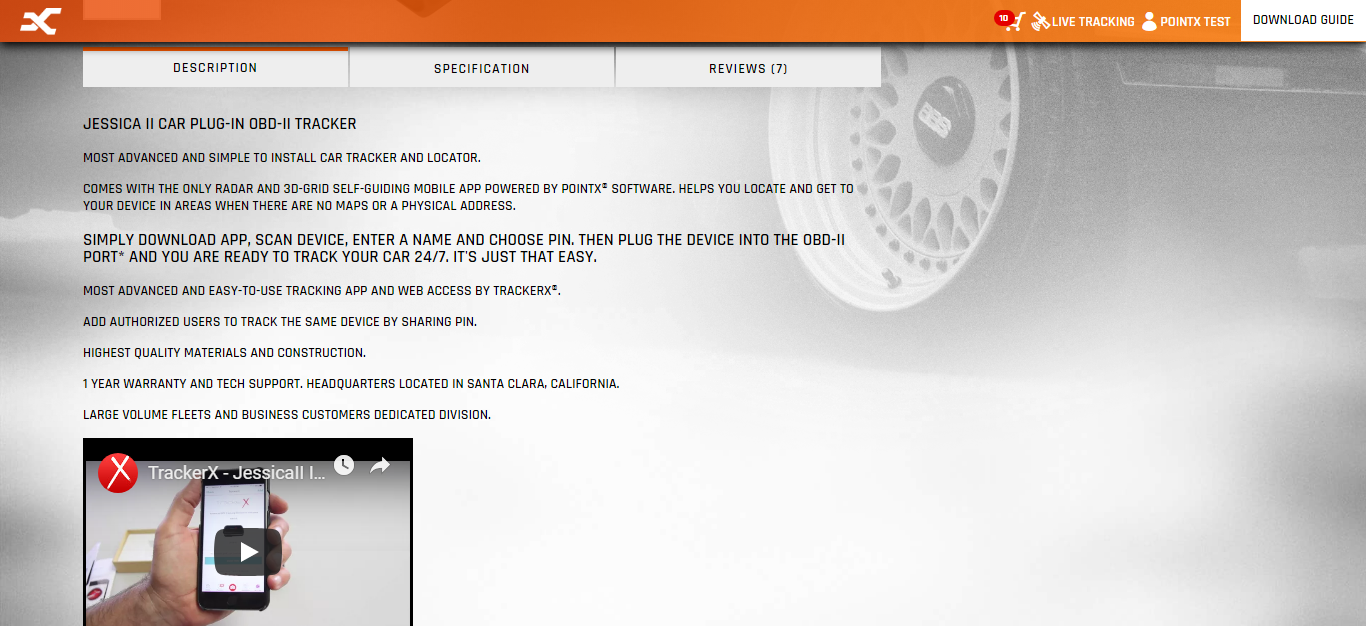 10
LIVE TRACKING
POINTX TEST
DOWNLOAD GUIDE
DESCRIPTION
SPECIFICATION
REVIEWS (7)
JESSICA II CAR PLUG-IN OBD-II TRACKER
MOST ADVANCED AND SIMPLE TO INSTALL CAR TRACKER AND LOCATOR.
COMES WITH THE ONLY RADAR AND 3D-GRID SELF-GUIDING MOBILE APP POWERED BY POINTX® SOFTWARE. HELPS YOU LOCATE AND GET TO
YOUR DEVICE IN AREAS WHEN THERE ARE NO MAPS OR A PHYSICAL ADDRESS.
SIMPLY DOWNLOAD APP, SCAN DEVICE, ENTER A NAME AND CHOOSE PIN. THEN PLUG THE DEVICE INTO THE OBD-II
PORT* AND YOU ARE READY TO TRACK YOUR CAR 24/7. IT'S JUST THAT EASY.
MOST ADVANCED AND EASY-TO-USE TRACKING APP AND WEB ACCESS BY TRACKERX®.
ADD AUTHORIZED USERS TO TRACK THE SAME DEVICE BY SHARING PIN.
HIGHEST QUALITY MATERIALS AND CONSTRUCTION.
1 YEAR WARRANTY AND TECH SUPPORT. HEADQUARTERS LOCATED IN SANTA CLARA, CALIFORNIA.
LARGE VOLUME FLEETS AND BUSINESS CUSTOMERS DEDICATED DIVISION.
TrackerX - JessicaII I...
BBS